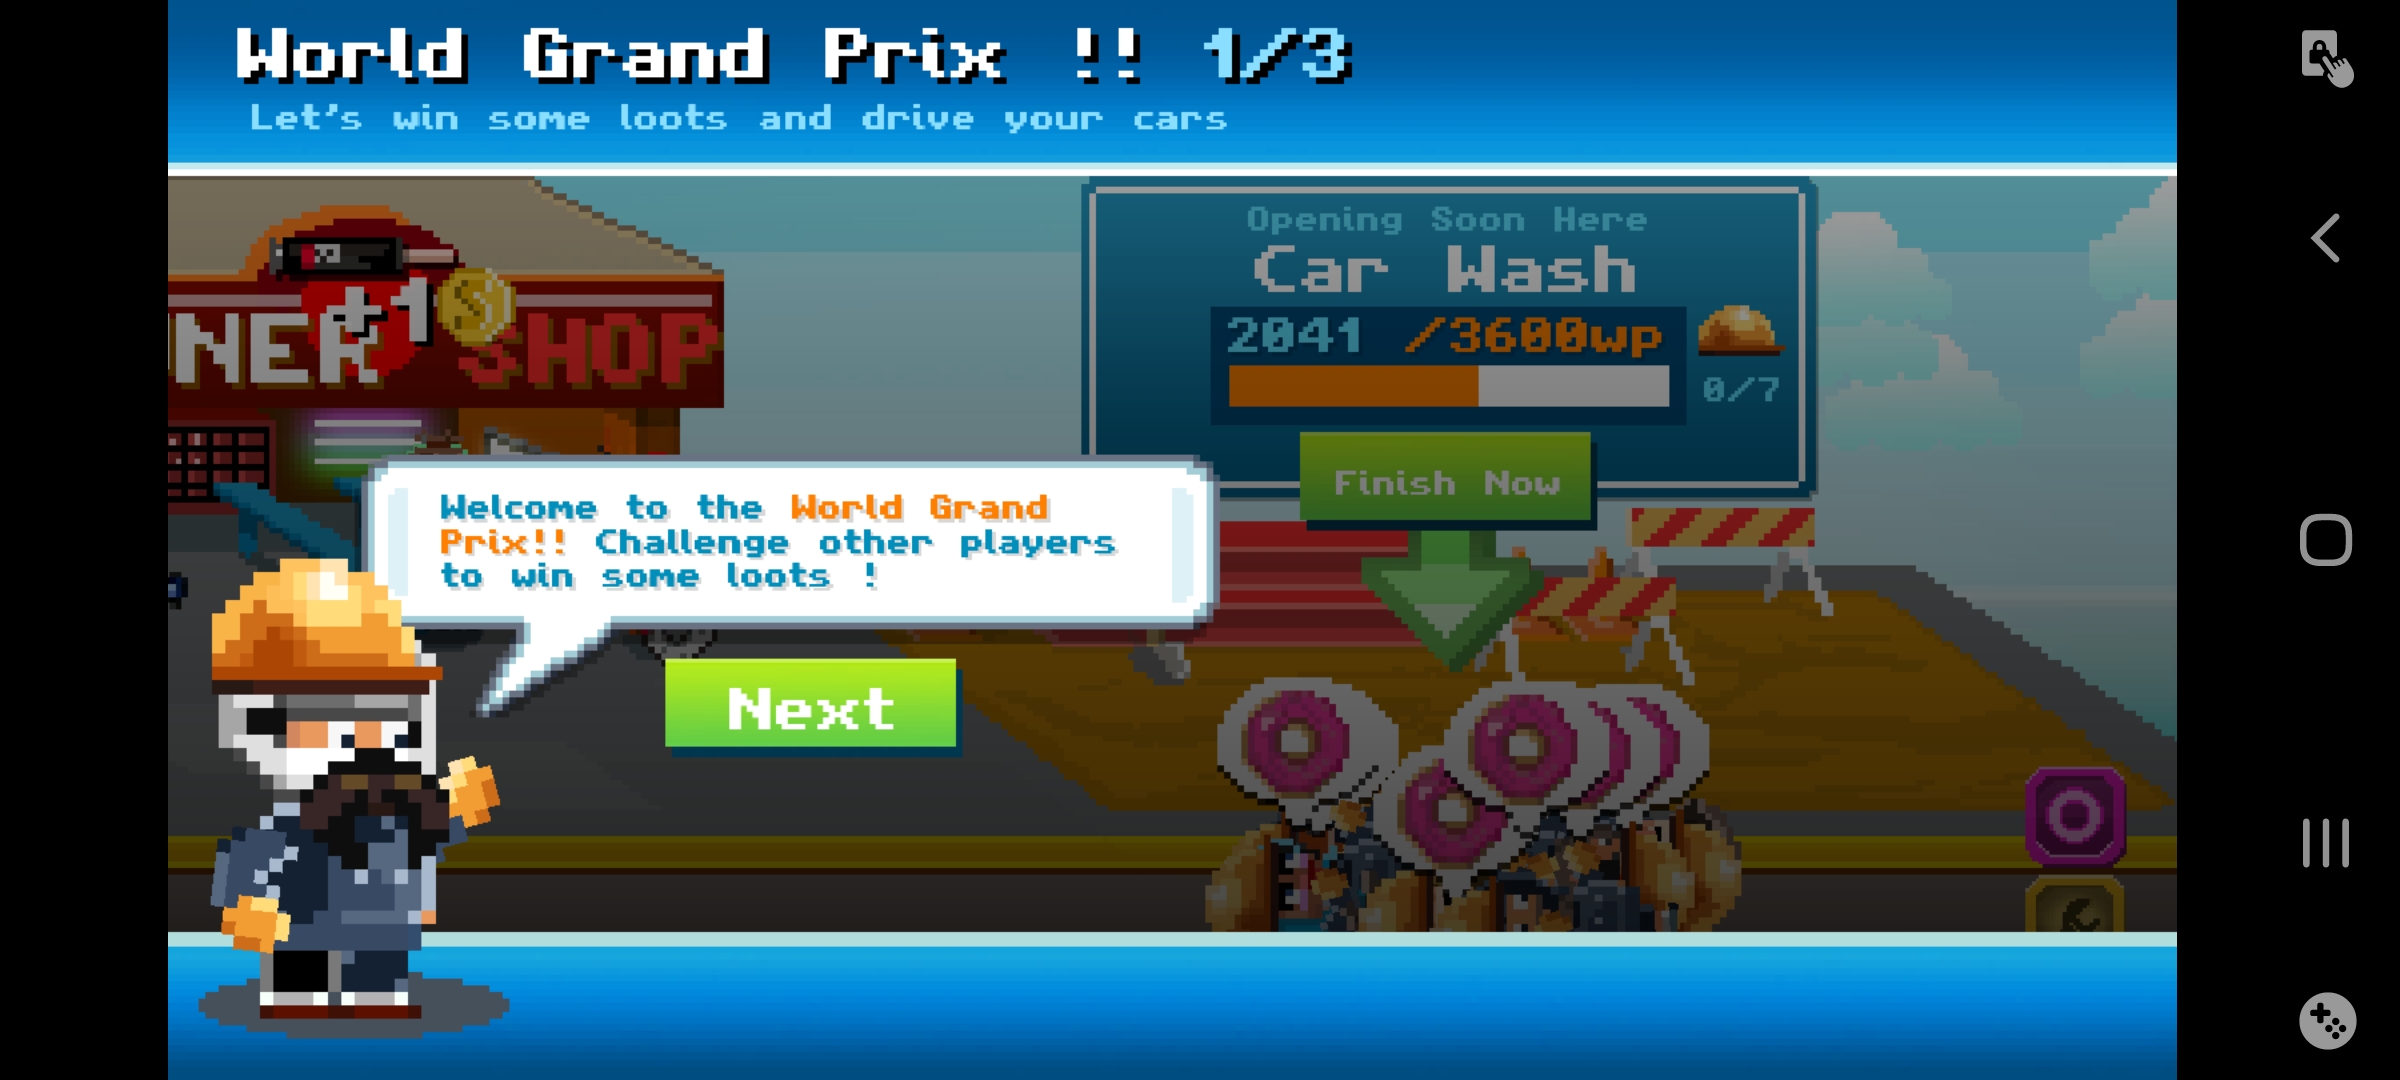 World Grand Prix !! 1/3
Let's win some loots and drive your cars
Opening Soon Here
Car Wash
2041 /3600wp
0/7
+1
NER SHOP
Finish Now
Welcome to the World Grand
Prix!! Challenge other players
to win some loots !
Next